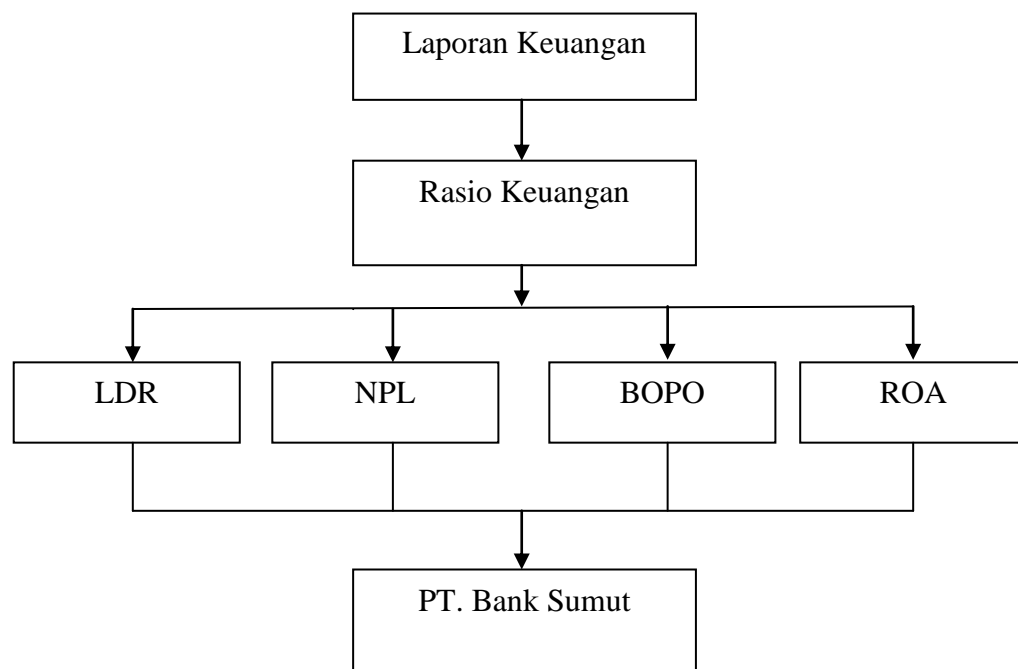 Laporan Keuangan
Rasio Keuangan
LDR
NPL
BOPO
ROA
PT. Bank Sumut